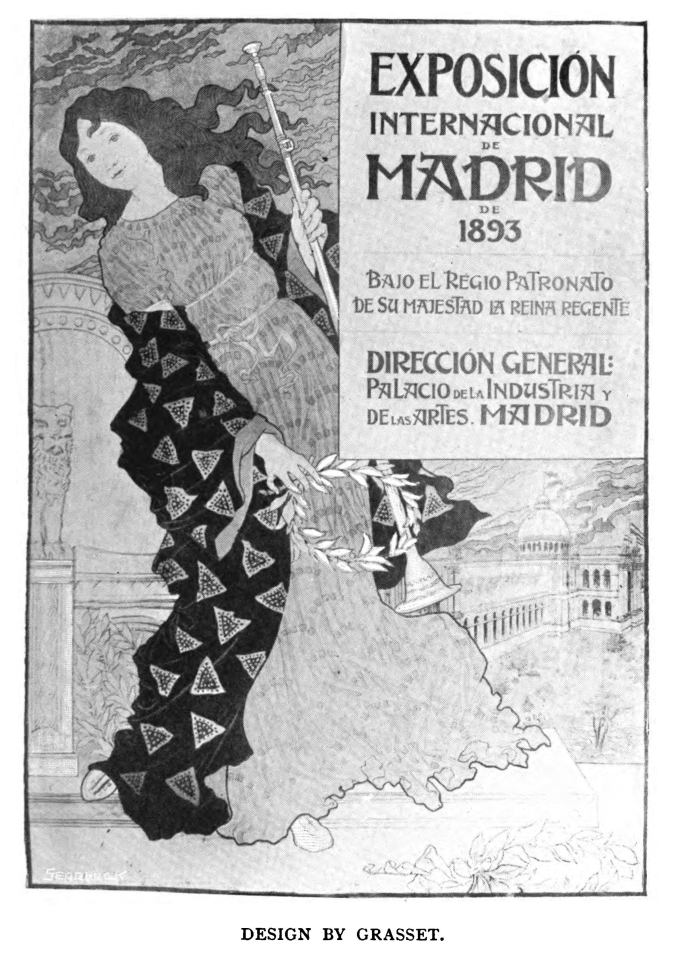 EXPOSICIÓN
INTERNACIONAL
DE
MADRID
DE
1893
BAJO EL REGIO PATRONATO
DE SU MAJESTAD LA REINA REGENTE
DIRECCIÓN GENERAL:
PALACIO DE LA INDUSTRIA Y
DE LAS ARTES. MADRID
DESIGN BY GRASSET.